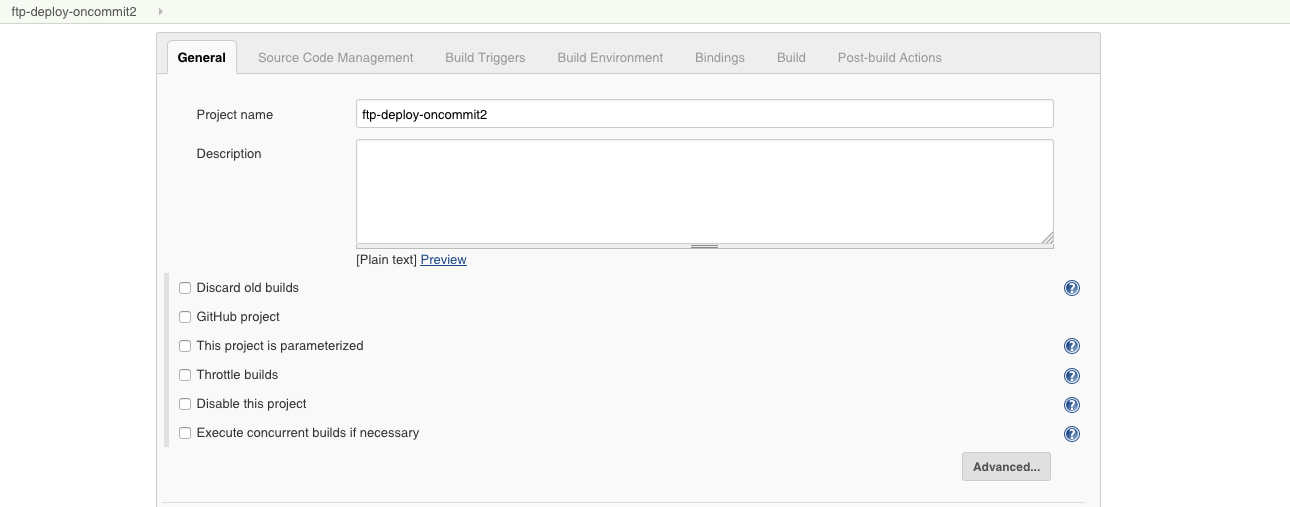 ftp-deploy-oncommit2
General Source Code Management Build Triggers Build Environment Bindings Build Post-build Actions
Project name ftp-deploy-oncommit2
Description
[Plain text] Preview
Discard old builds ?
GitHub project
This project is parameterized ?
Throttle builds ?
Disable this project ?
Execute concurrent builds if necessary ?
Advanced...